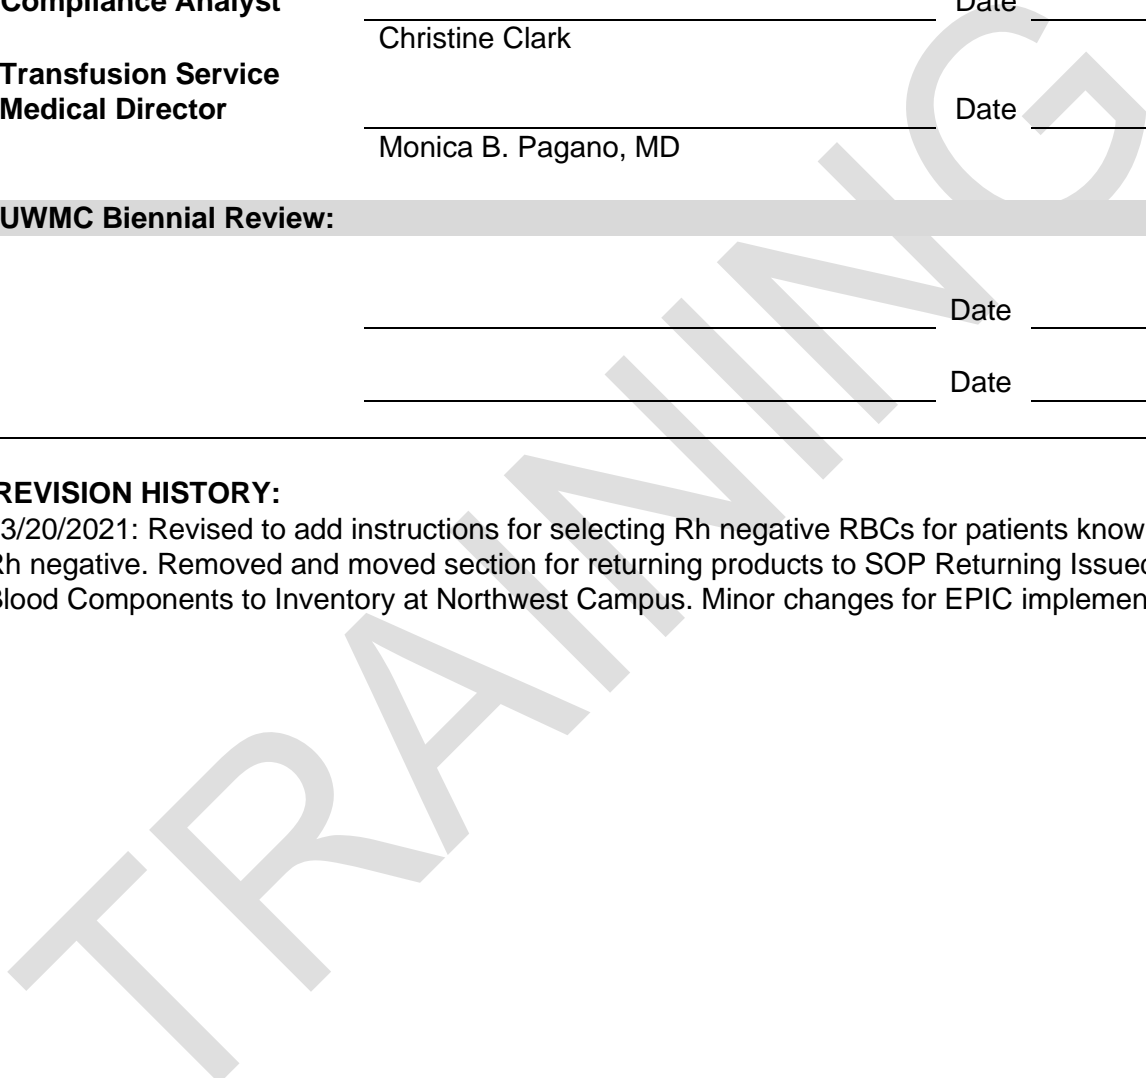 Compliance Analyst Date
Christine Clark
Transfusion Service
Medical Director Date
Monica B. Pagano, MD
UWMC Biennial Review:
Date
Date
REVISION HISTORY:
3/20/2021: Revised to add instructions for selecting Rh negative RBCs for patients know
Rh negative. Removed and moved section for returning products to SOP Returning Issued
Blood Components to Inventory at Northwest Campus. Minor changes for EPIC implemen
TRAINING